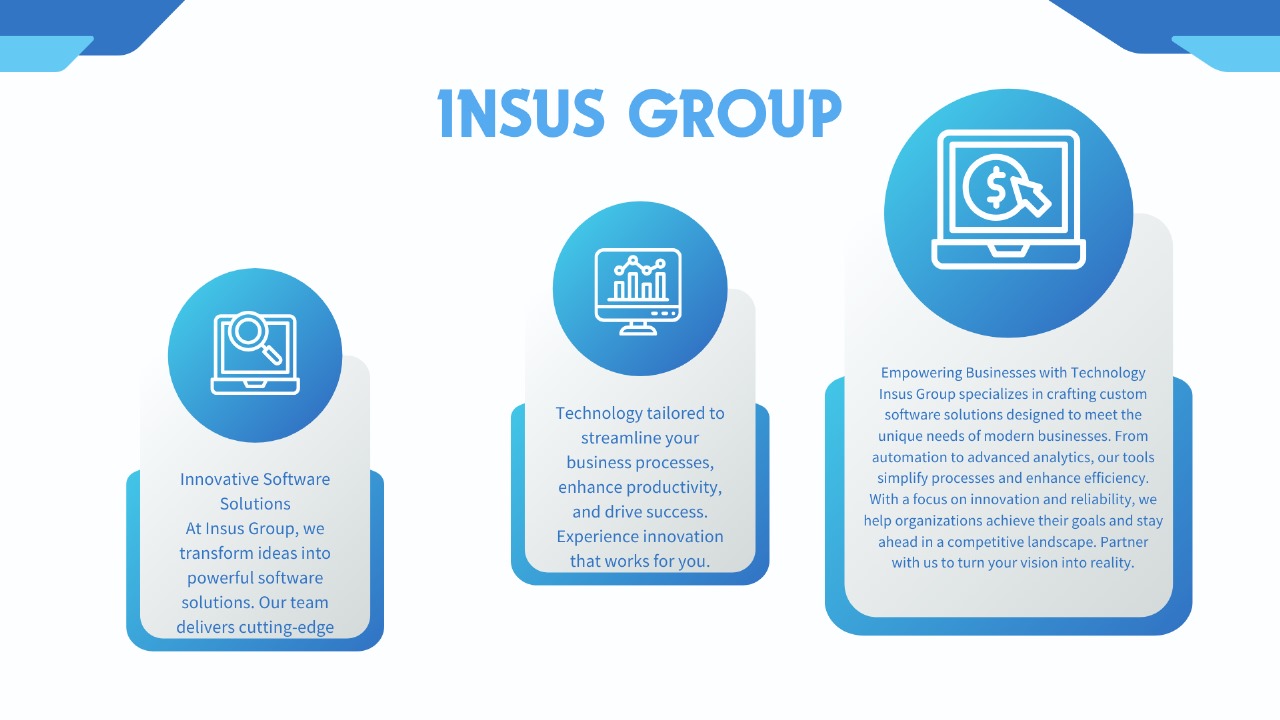 INSUS GROUP
Innovative Software
Solutions
At Insus Group, we
transform ideas into
powerful software
solutions. Our team
delivers cutting-edge
Technology tailored to
streamline your
business processes,
enhance productivity,
and drive success.
Experience innovation
that works for you.
Empowering Businesses with Technology
Insus Group specializes in crafting custom
software solutions designed to meet the
unique needs of modern businesses. From
automation to advanced analytics, our tools
simplify processes and enhance efficiency.
With a focus on innovation and reliability, we
help organizations achieve their goals and stay
ahead in a competitive landscape. Partner
with us to turn your vision into reality.
$